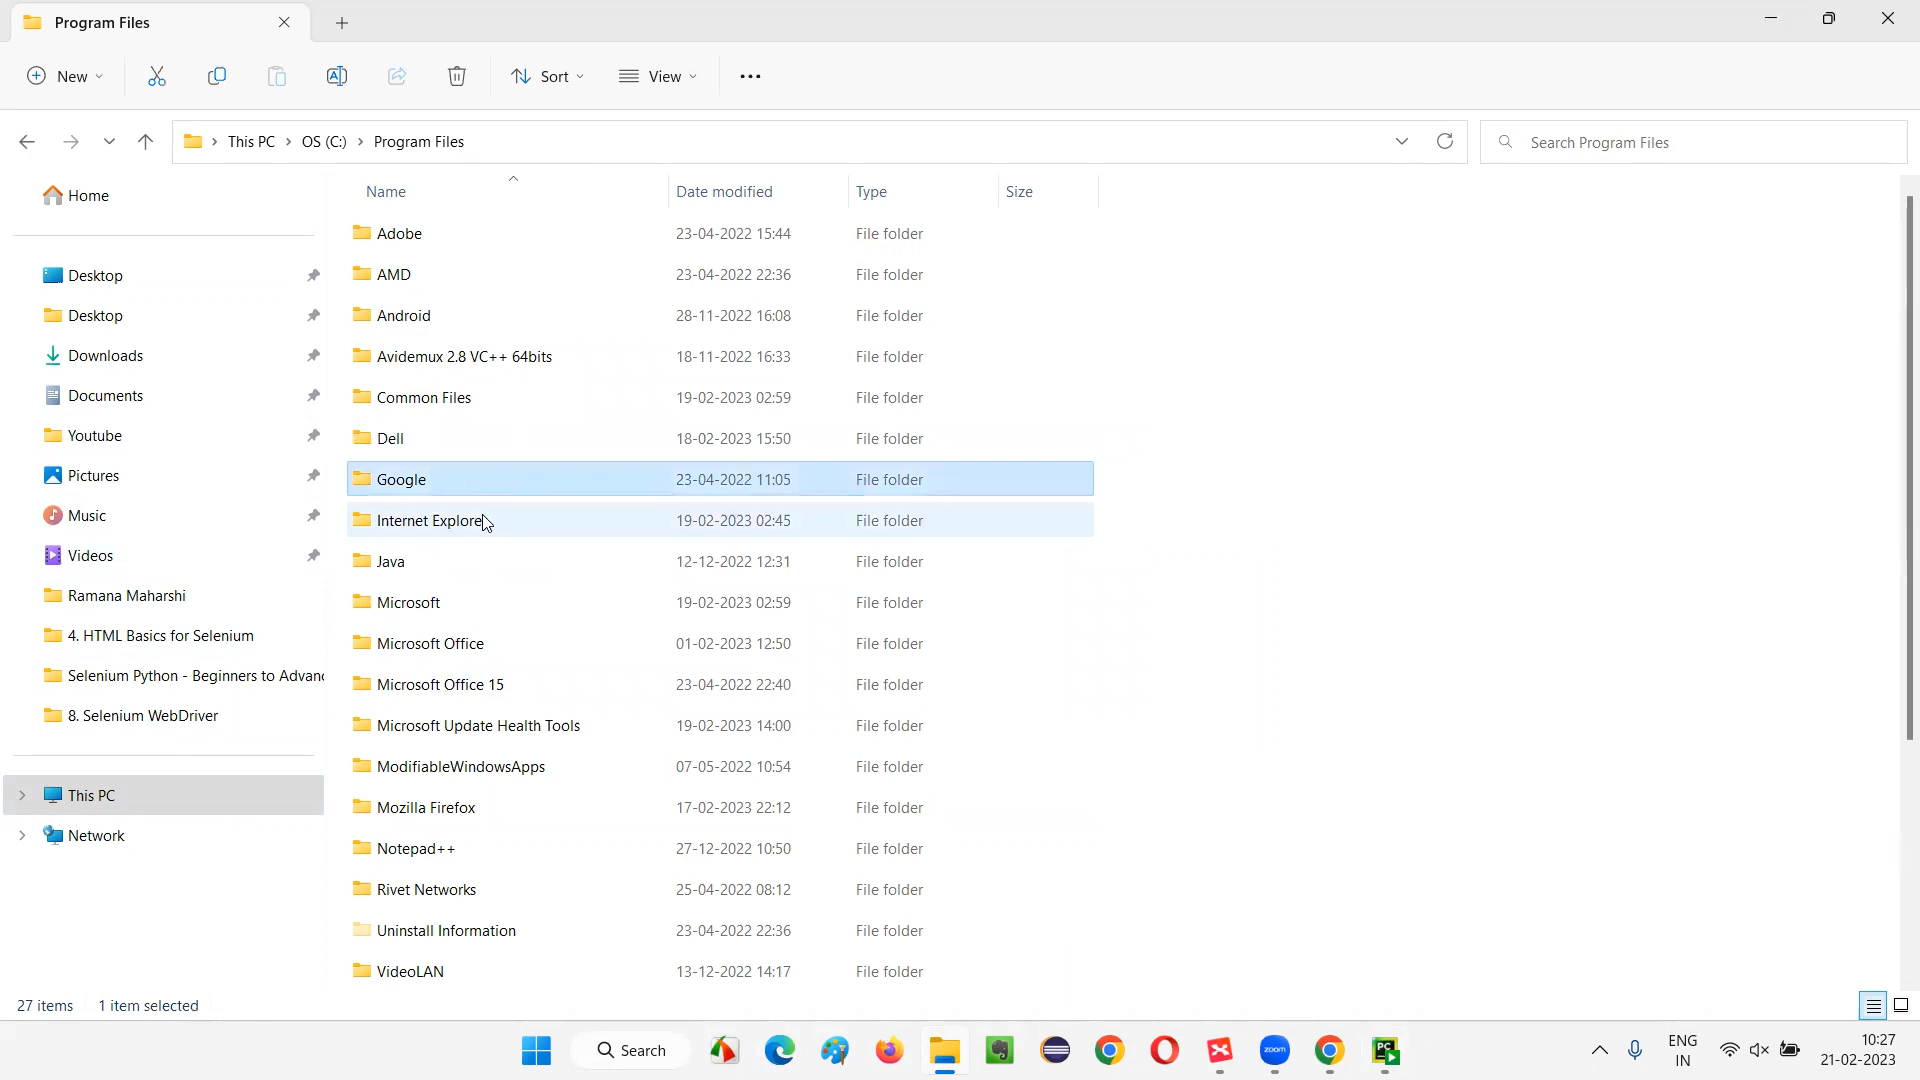 Program Files
New
Sort
View
This PC > OS (C:) > Program Files
Search Program Files
Home
Desktop
Desktop
Downloads
Documents
Youtube
Pictures
Music
Videos
Ramana Maharshi
4. HTML Basics for Selenium
Selenium Python - Beginners to Advan
8. Selenium WebDriver
This PC
Network
Name Date modified Type Size
Adobe 23-04-2022 15:44 File folder
AMD 23-04-2022 22:36 File folder
Android 28-11-2022 16:08 File folder
Avidemux 2.8 VC++ 64bits 18-11-2022 16:33 File folder
Common Files 19-02-2023 02:59 File folder
Dell 18-02-2023 15:50 File folder
Google 23-04-2022 11:05 File folder
Internet Explorer 19-02-2023 02:45 File folder
Java 12-12-2022 12:31 File folder
Microsoft 19-02-2023 02:59 File folder
Microsoft Office 01-02-2023 12:50 File folder
Microsoft Office 15 23-04-2022 22:40 File folder
Microsoft Update Health Tools 19-02-2023 14:00 File folder
ModifiableWindowsApps 07-05-2022 10:54 File folder
Mozilla Firefox 17-02-2023 22:12 File folder
Notepad++ 27-12-2022 10:50 File folder
Rivet Networks 25-04-2022 08:12 File folder
Uninstall Information 23-04-2022 22:36 File folder
VideoLAN 13-12-2022 14:17 File folder
27 items 1 item selected
Search
zoom
PC
ENG
IN
10:27
21-02-2023